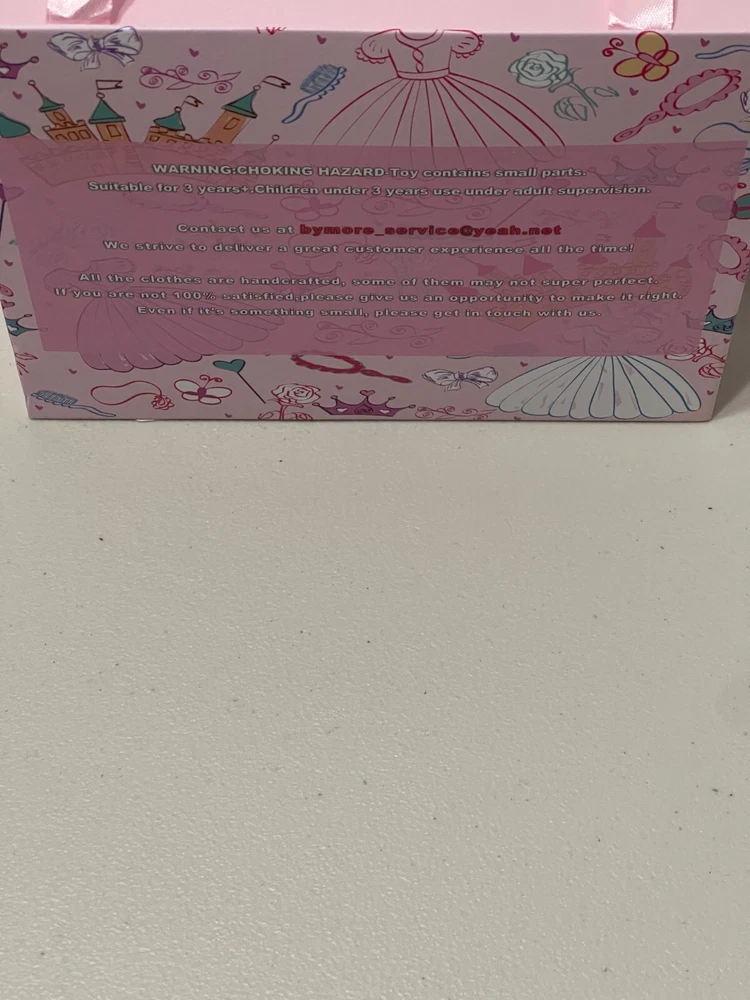 WARNING:CHOKING HAZARD-Toy contains small parts.
Suitable for 3 years+.Children under 3 years use under adult supervision.
Contact us at bymore_service@yeah.net
We strive to deliver a great customer experience all the time!
All the clothes are handcrafted, some of them may not super perfect.
If you are not 100% satisfied,please give us an opportunity to make it right.
Even if it's something small, please get in touch with us.